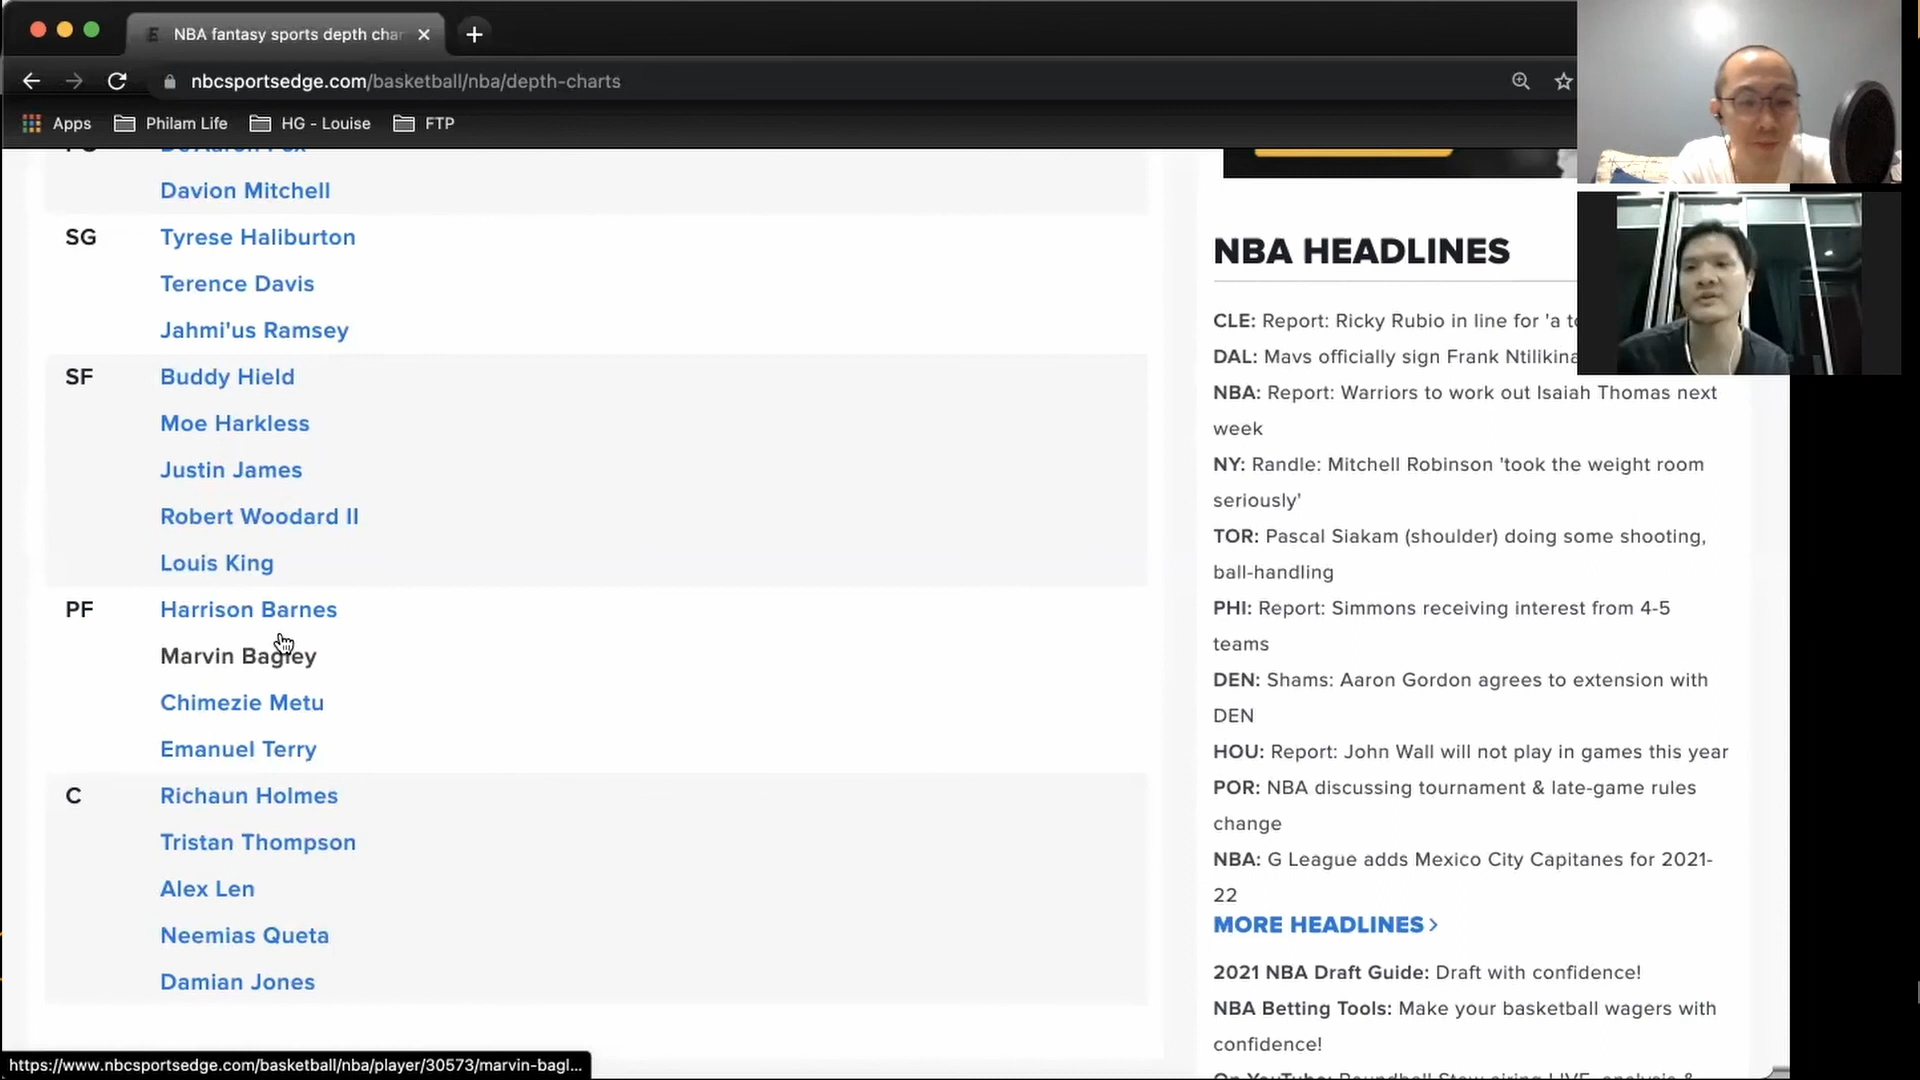 NBA fantasy sports depth char
nbcsportsedge.com/basketball/nba/depth-charts
Apps
Philam Life
HG - Louise
FTP
Davion Mitchell
SG
Tyrese Haliburton
Terence Davis
Jahmi'us Ramsey
SF
Buddy Hield
Moe Harkless
Justin James
Robert Woodard II
Louis King
PF
Harrison Barnes
Marvin Bagley
Chimezie Metu
Emanuel Terry
C
Richaun Holmes
Tristan Thompson
Alex Len
Neemias Queta
Damian Jones
NBA HEADLINES
CLE: Report: Ricky Rubio in line for 'a
DAL: Mavs officially sign Frank Ntilikina
NBA: Report: Warriors to work out Isaiah Thomas next
week
NY: Randle: Mitchell Robinson 'took the weight room
seriously'
TOR: Pascal Siakam (shoulder) doing some shooting,
ball-handling
PHI: Report: Simmons receiving interest from 4-5
teams
DEN: Shams: Aaron Gordon agrees to extension with
DEN
HOU: Report: John Wall will not play in games this year
POR: NBA discussing tournament & late-game rules
change
NBA: G League adds Mexico City Capitanes for 2021-
22
MORE HEADLINES >
2021 NBA Draft Guide: Draft with confidence!
NBA Betting Tools: Make your basketball wagers with
confidence!
https://www.nbcsportsedge.com/basketball/nba/player/30573/marvin-bagl...